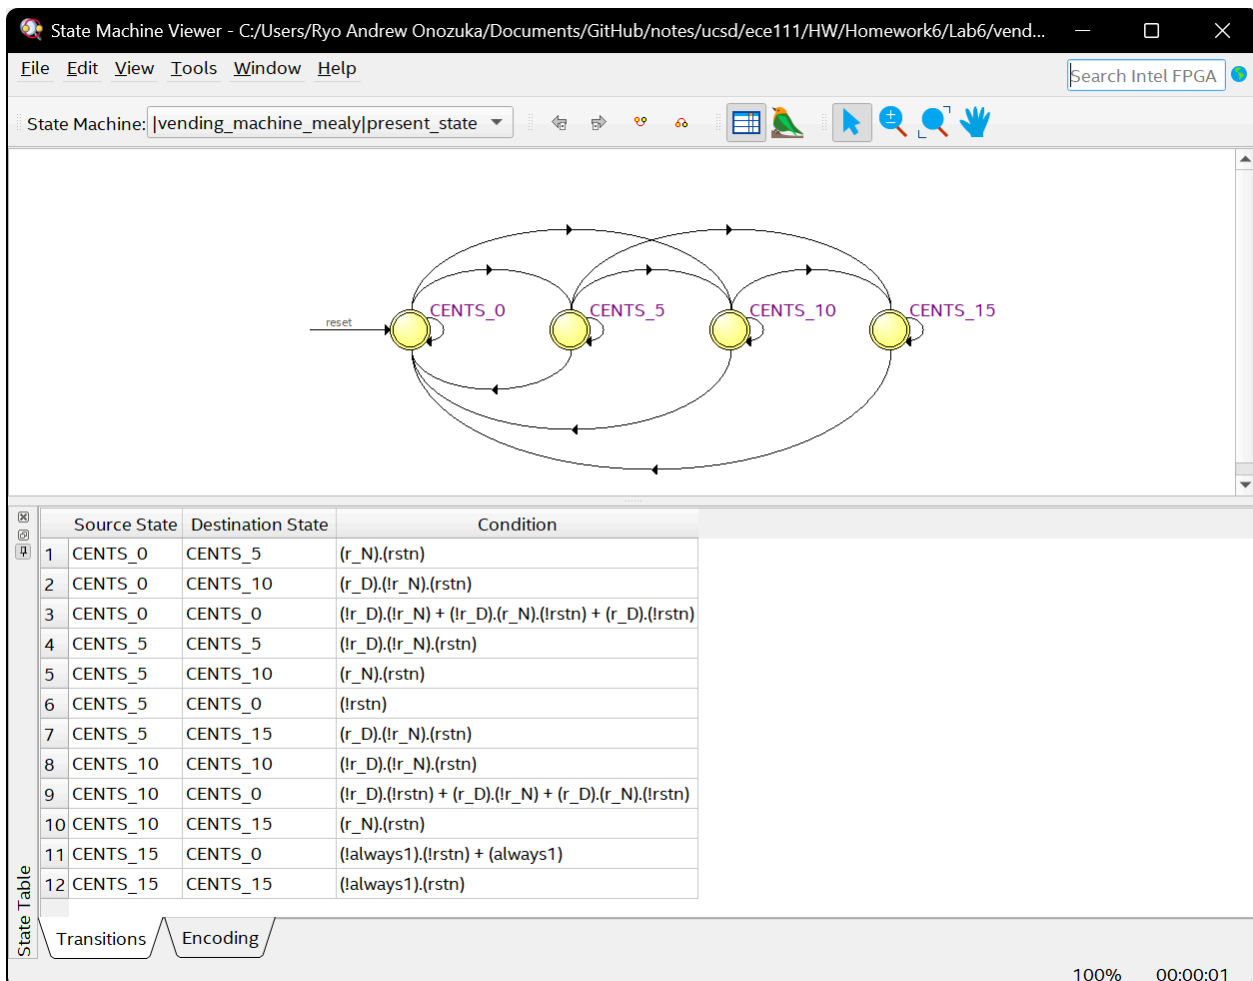 State Machine Viewer - C:/Users/Ryo Andrew Onozuka/Documents/GitHub/notes/ucsd/ece111/HW/Homework6/Lab6/vend...
File Edit View Tools Window Help
Search Intel FPGA
State Machine: |vending_machine_mealy|present_state
reset
CENTS_0 CENTS_5 CENTS_10 CENTS_15
Source State Destination State Condition
1 CENTS_0 CENTS_5 (r_N).(rstn)
2 CENTS_0 CENTS_10 (r_D).(!r_N).(rstn)
3 CENTS_0 CENTS_0 (!r_D).(!r_N) + (!r_D).(r_N).(!rstn) + (r_D).(!rstn)
4 CENTS_5 CENTS_5 (!r_D).(!r_N).(rstn)
5 CENTS_5 CENTS_10 (r_N).(rstn)
6 CENTS_5 CENTS_0 (!rstn)
7 CENTS_5 CENTS_15 (r_D).(!r_N).(rstn)
8 CENTS_10 CENTS_10 (!r_D).(!r_N).(rstn)
9 CENTS_10 CENTS_0 (!r_D).(!rstn) + (r_D).(!r_N) + (r_D).(r_N).(!rstn)
10 CENTS_10 CENTS_15 (r_N).(rstn)
11 CENTS_15 CENTS_0 (!always1).(!rstn) + (always1)
12 CENTS_15 CENTS_15 (!always1).(rstn)
State Table
Transitions Encoding
100% 00:00:01